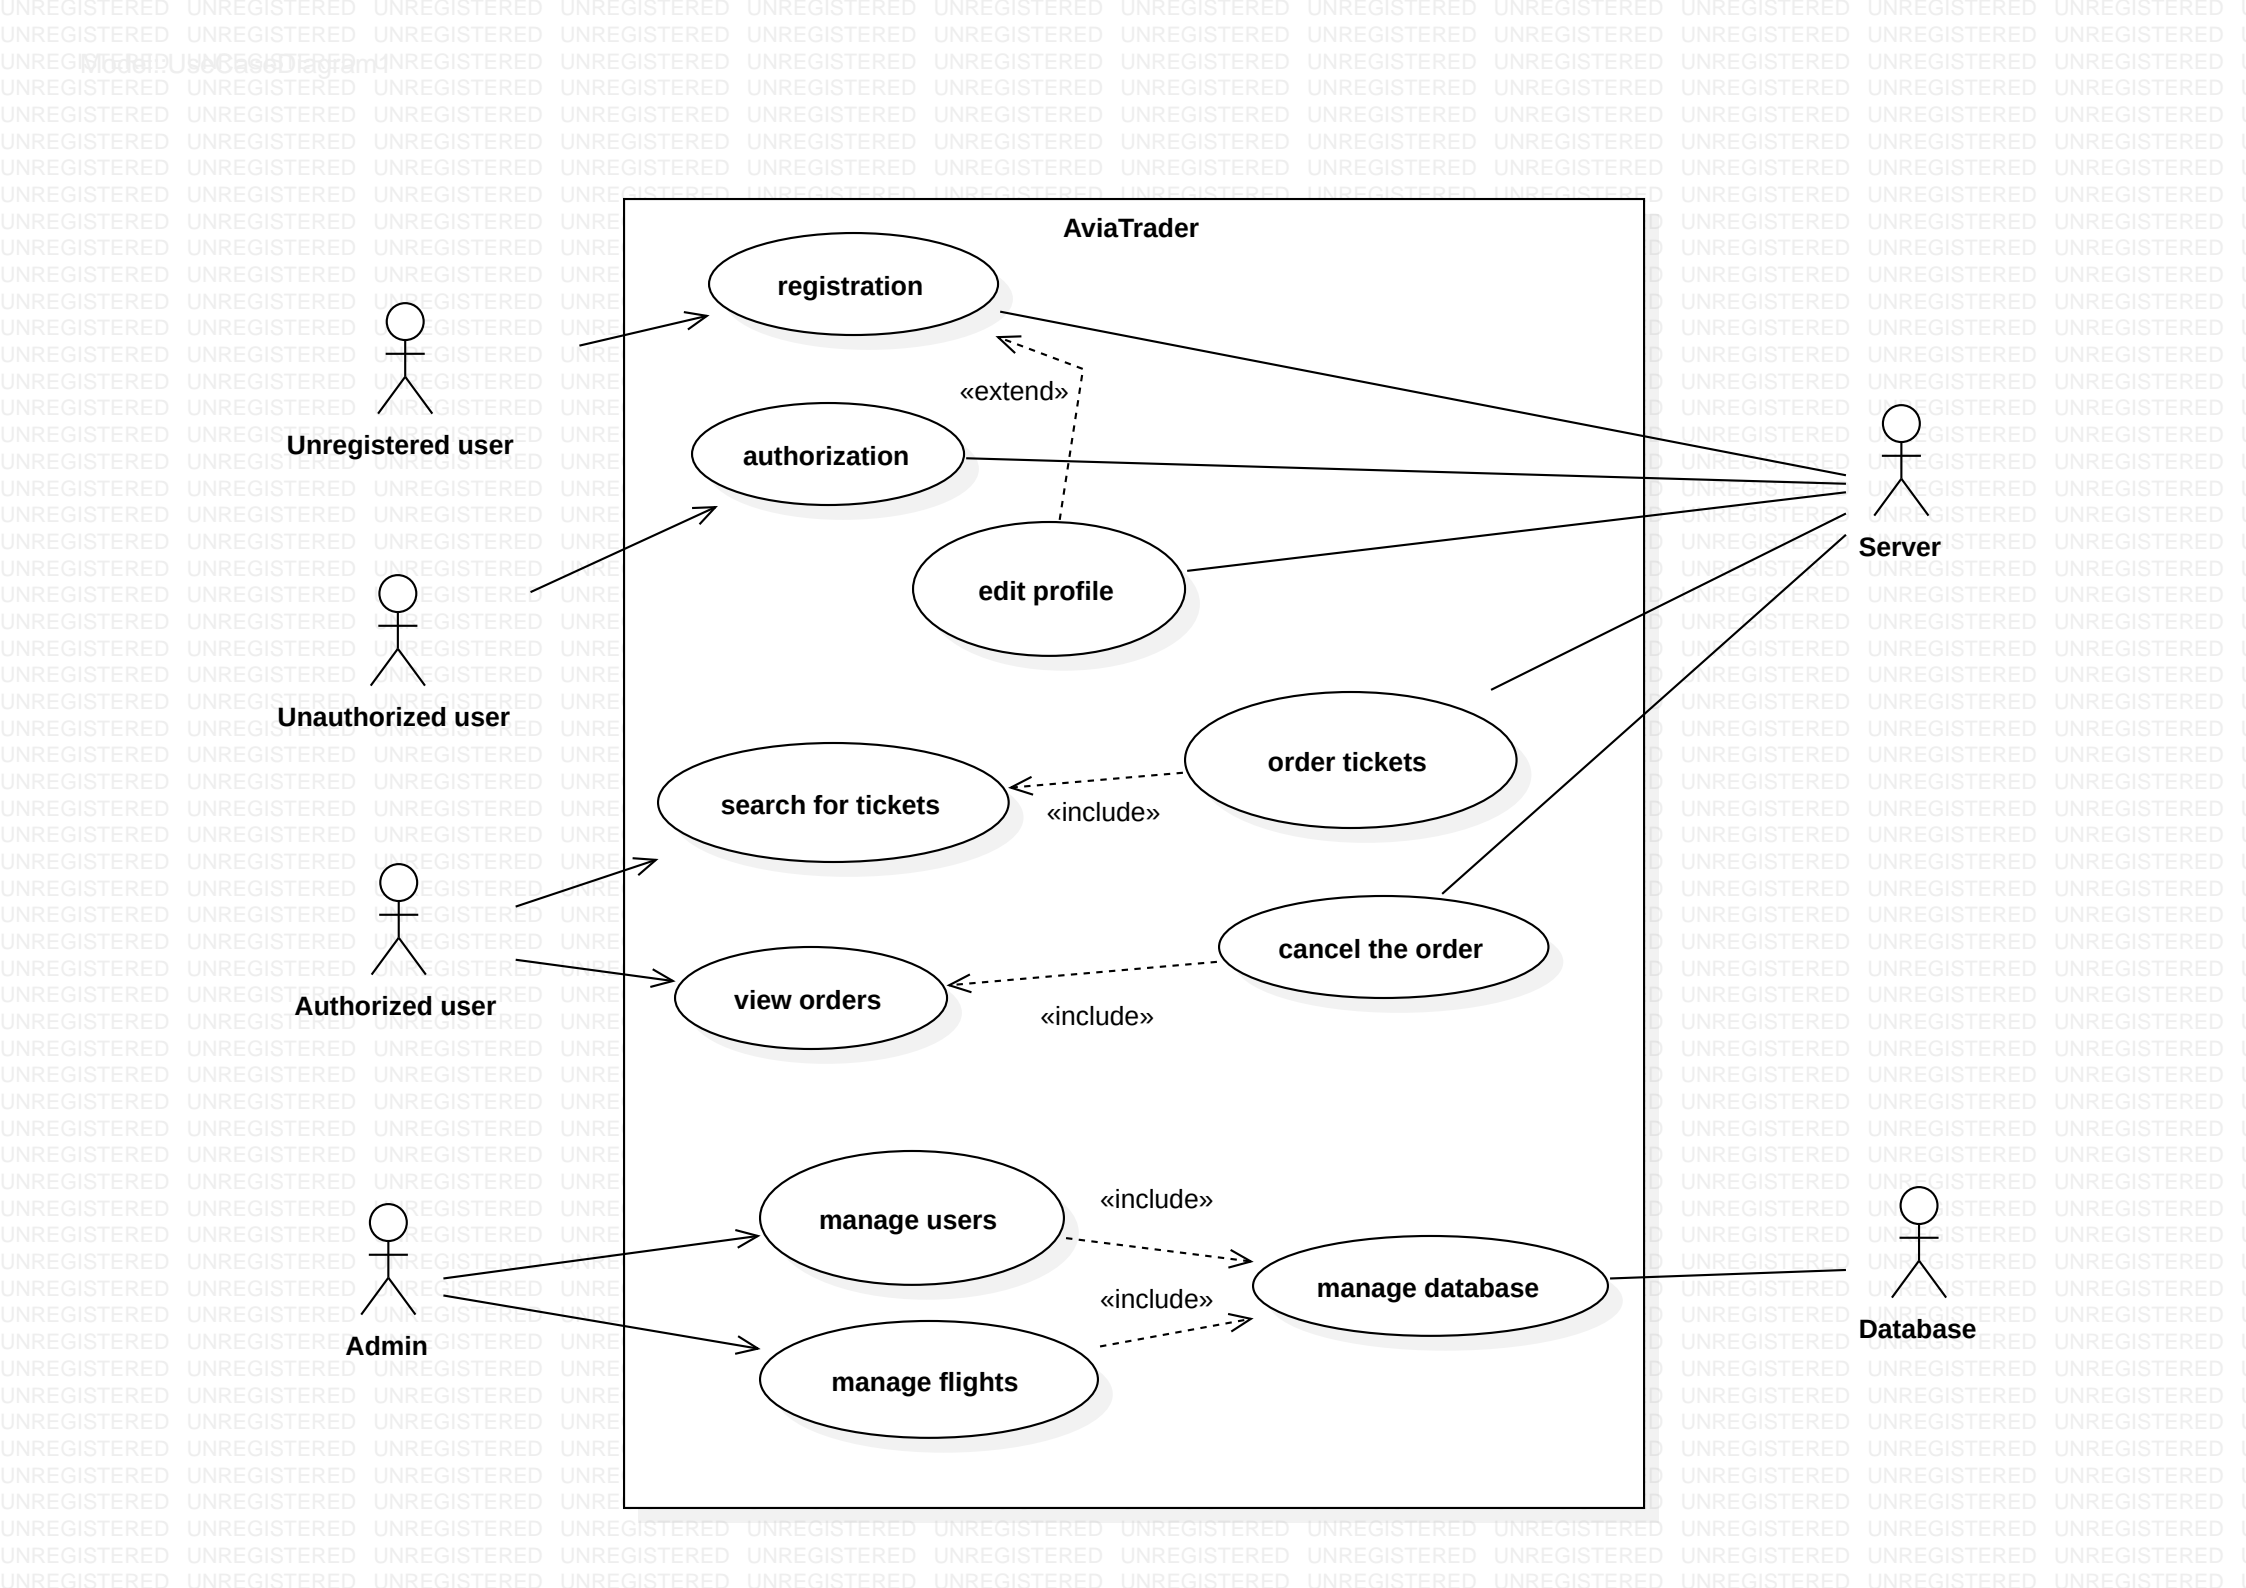 Model::UseCaseDiagram1
AviaTrader
registration
«extend»
Unregistered user
authorization
Server
edit profile
Unauthorized user
order tickets
search for tickets
«include»
cancel the order
view orders
Authorized user
«include»
manage users
«include»
manage database
«include»
Database
Admin
manage flights
UNREGISTERED